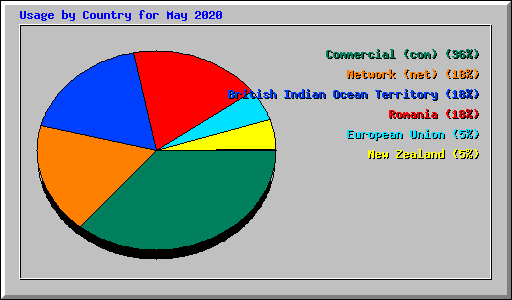 Usage by Country for May 2020
Commercial (com) (36%)
Network (net) (18%)
British Indian Ocean Territory (18%)
Romania (18%)
European Union (5%)
New Zealand (5%)